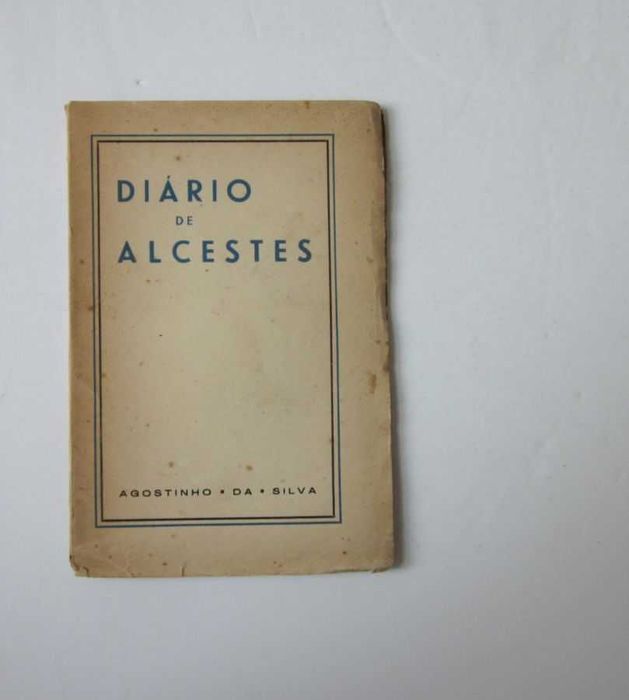 DIÁRIO
DE
ALCESTES
AGOSTINHO • DA • SILVA